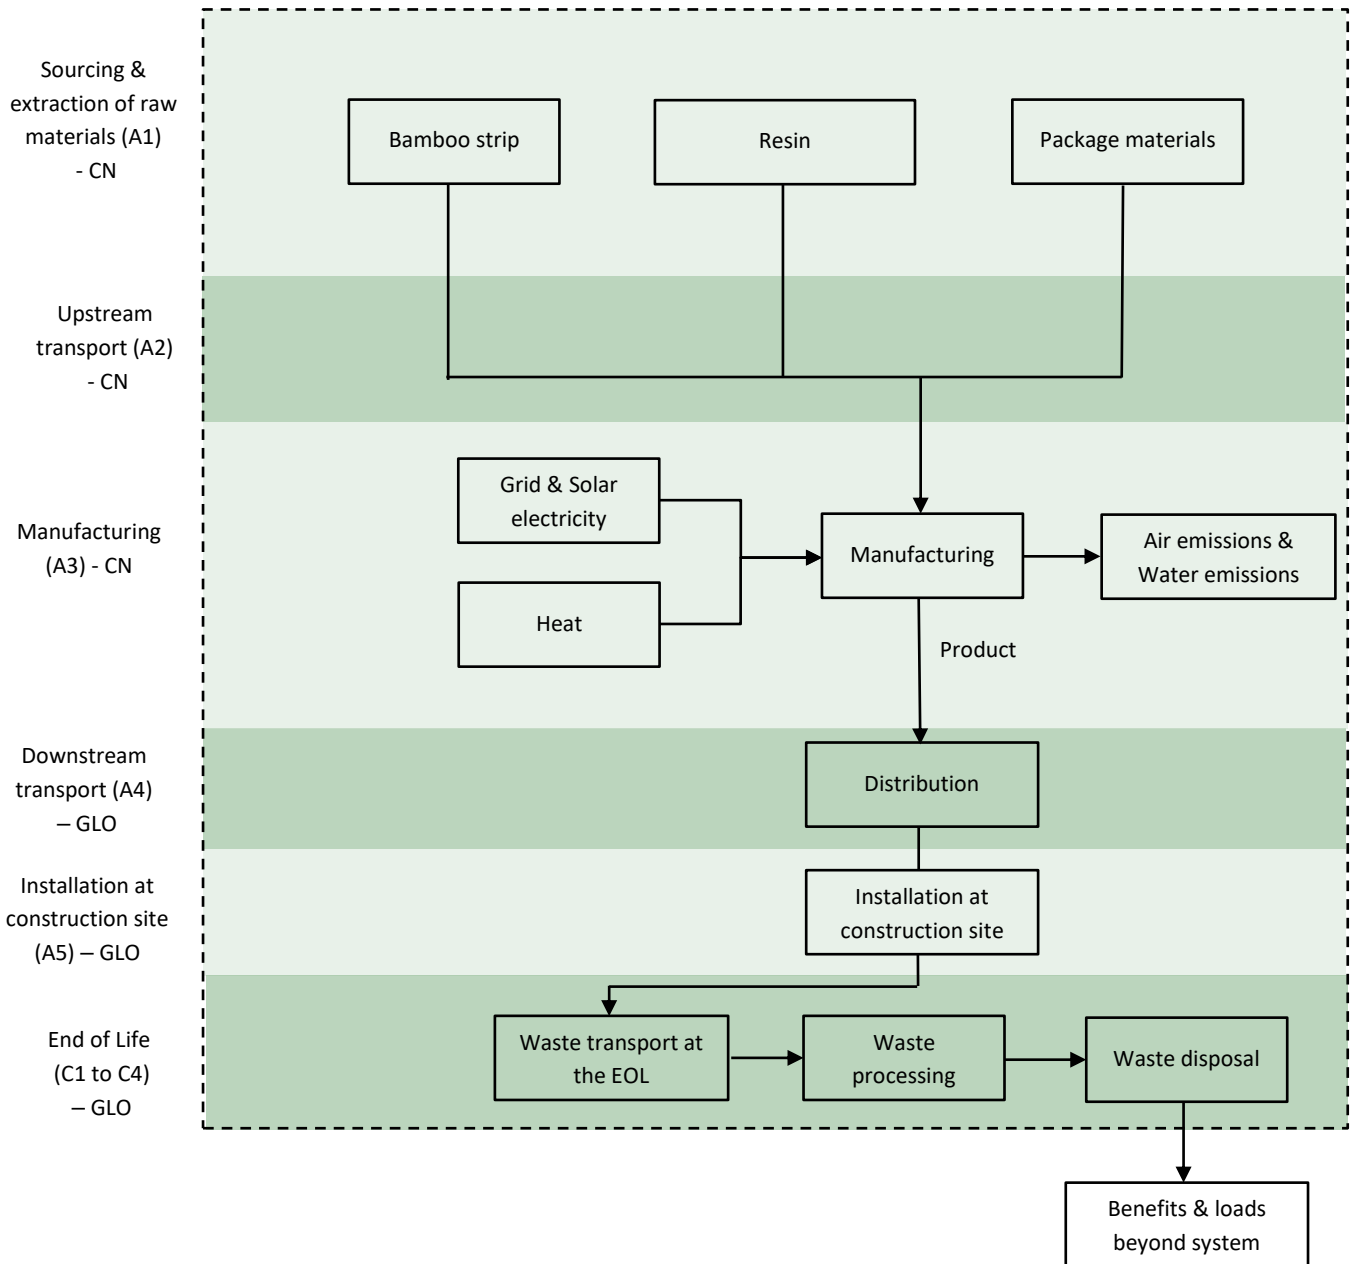 Sourcing &
extraction of raw
materials (A1)
- CN
Bamboo strip
Resin
Package materials
Upstream
transport (A2)
- CN
Manufacturing
(A3) - CN
Grid & Solar
electricity
Heat
Manufacturing
Air emissions &
Water emissions
Product
Downstream
transport (A4)
– GLO
Distribution
Installation at
construction site
(A5) – GLO
Installation at
construction site
End of Life
(C1 to C4)
– GLO
Waste transport at
the EOL
Waste
processing
Waste disposal
Benefits & loads
beyond system